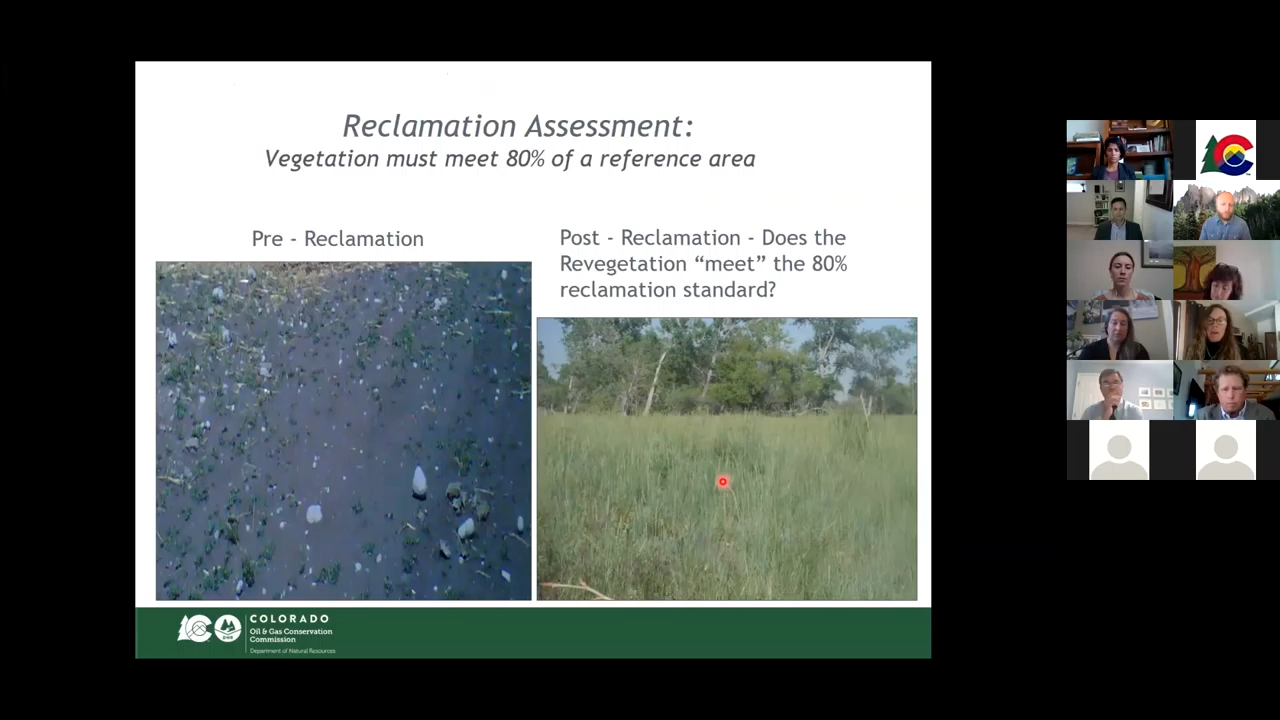 Reclamation Assessment:
Vegetation must meet 80% of a reference area
Pre - Reclamation
Post - Reclamation - Does the
Revegetation “meet” the 80%
reclamation standard?
COLORADO
Oil & Gas Conservation
Commission
Department of Natural Resources